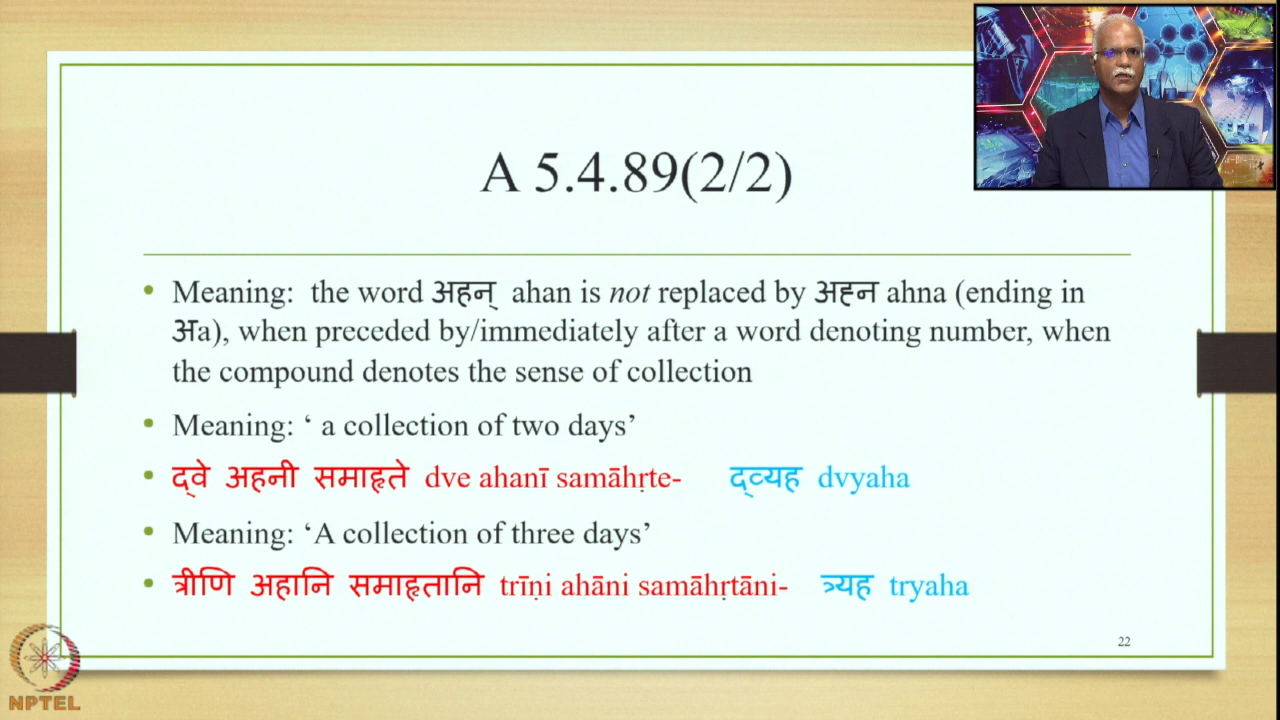 A 5.4.89(2/2)
• Meaning: the word अहन् ahan is not replaced by अह्न ahna (ending in
अa), when preceded by/immediately after a word denoting number, when
the compound denotes the sense of collection
• Meaning: ‘ a collection of two days’
• द्वे अहनी समाहृते dve ahanī samāhṛte- द्व्यह dvyaha
• Meaning: ‘A collection of three days’
• त्रीणि अहानि समाहृतानि trīṇi ahāni samāhṛtāni- त्र्यह tryaha
22
NPTEL